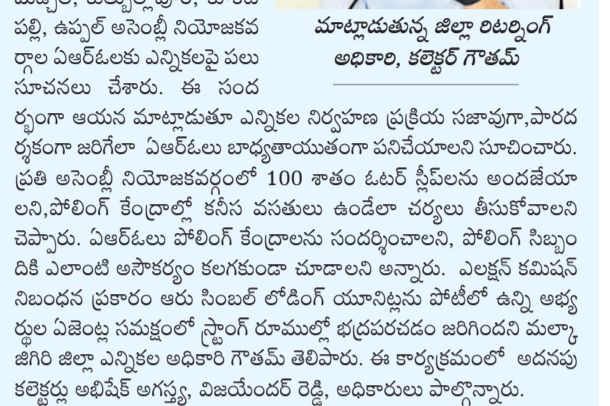 పల్లి, ఉప్పల్ అసెంబ్లీ నియోజకవ
ర్గాల ఏఆర్ఓలకు ఎన్నికలపై పలు
సూచనలు చేశారు. ఈ సంద
మాట్లాడుతున్న జిల్లా రిటర్నింగ్
అధికారి, కలెక్టర్ గౌతమ్
ర్భంగా ఆయన మాట్లాడుతూ ఎన్నికల నిర్వహణ ప్రక్రియ సజావుగా,పారద
ర్శకంగా జరిగేలా ఏఆర్ఓలు బాధ్యతాయుతంగా పనిచేయాలని సూచించారు.
ప్రతి అసెంబ్లీ నియోజకవర్గంలో 100 శాతం ఓటర్ స్లీప్‌లను అందజేయా
లని,పోలింగ్ కేంద్రాల్లో కనీస వసతులు ఉండేలా చర్యలు తీసుకోవాలని
చెప్పారు. ఏఆర్ఓలు పోలింగ్ కేంద్రాలను సందర్శించాలని, పోలింగ్ సిబ్బం
దికి ఎలాంటి అసౌకర్యం కలగకుండా చూడాలని అన్నారు. ఎలక్షన్ కమిషన్
నిబంధన ప్రకారం ఆరు సింబల్ లోడింగ్ యూనిట్లను పోటీలో ఉన్ని అభ్య
ర్థుల ఏజెంట్ల సమక్షంలో స్ట్రాంగ్ రూముల్లో భద్రపరచడం జరిగిందని మల్కా
జిగిరి జిల్లా ఎన్నికల అధికారి గౌతమ్ తెలిపారు. ఈ కార్యక్రమంలో అదనపు
కలెక్టర్లు అభిషేక్ అగస్త్య, విజయేందర్ రెడ్డి, అధికారులు పాల్గొన్నారు.